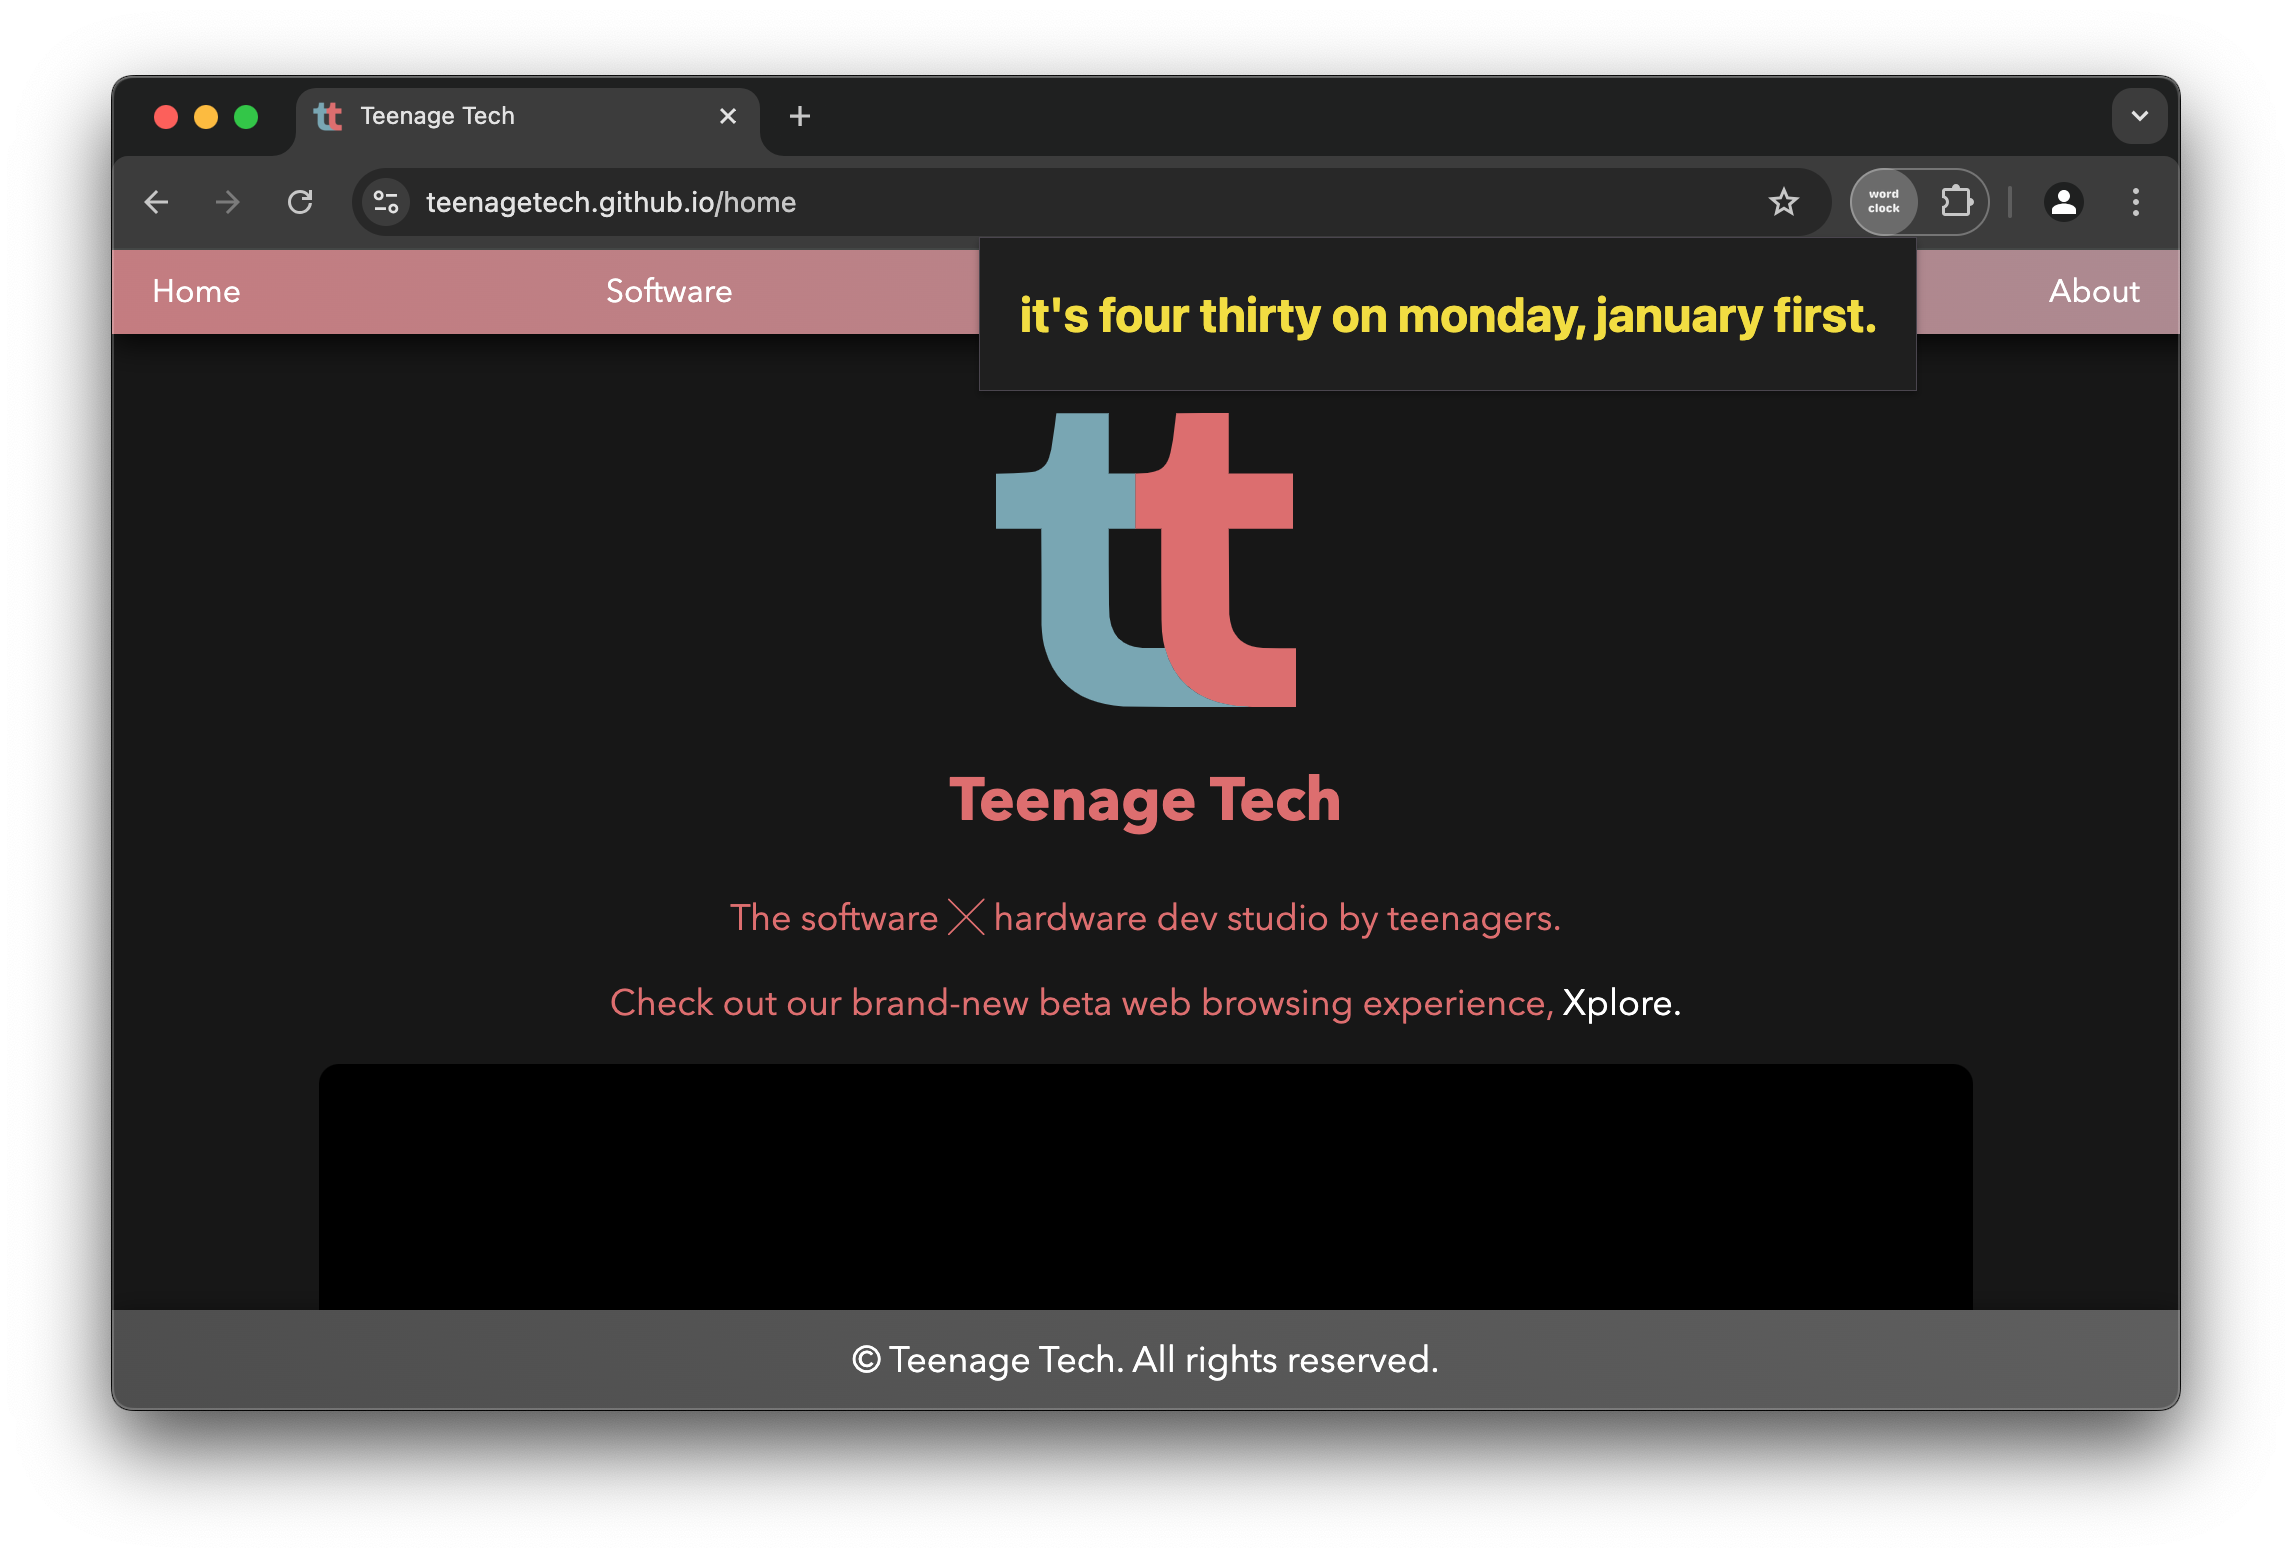 Teenage Tech
teenagetech.github.io/home
word
clock
Home Software About
it's four thirty on monday, january first.
tt
Teenage Tech
The software X hardware dev studio by teenagers.
Check out our brand-new beta web browsing experience, Xplore.
© Teenage Tech. All rights reserved.